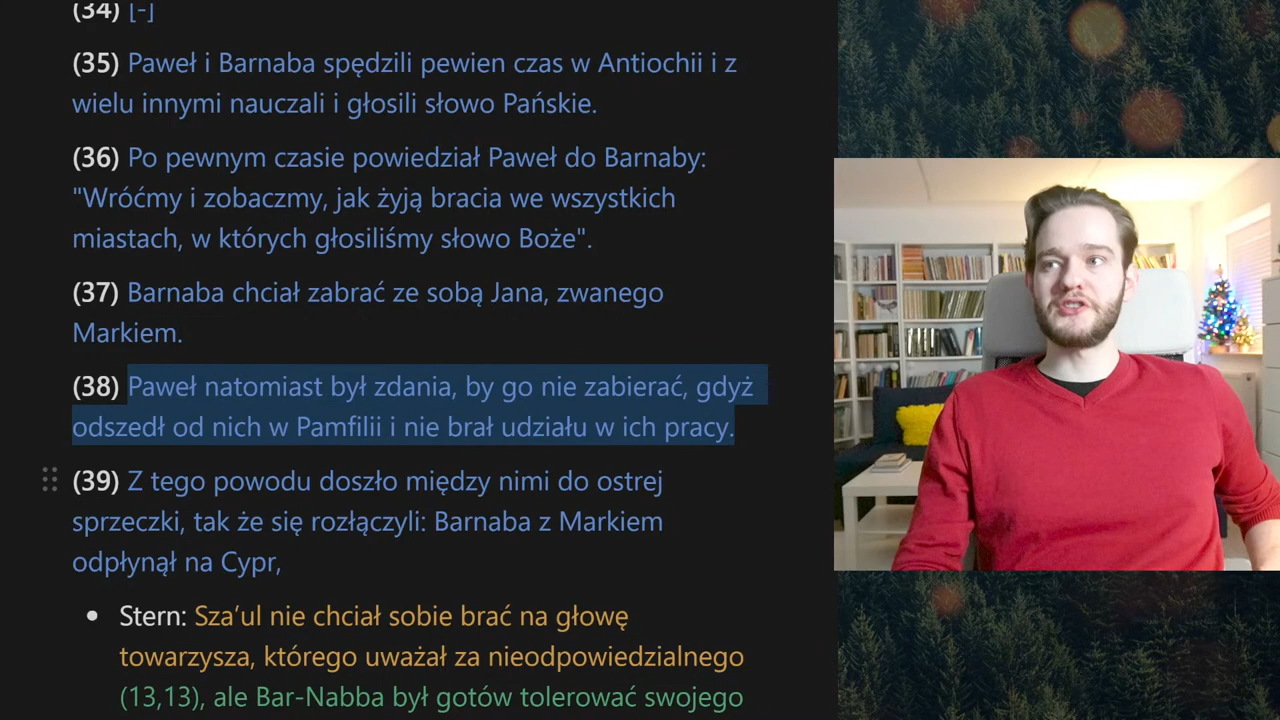 (34) [-]
(35) Paweł i Barnaba spędzili pewien czas w Antiochii i z
wielu innymi nauczali i głosili słowo Pańskie.
(36) Po pewnym czasie powiedział Paweł do Barnaby:
"Wróćmy i zobaczmy, jak żyją bracia we wszystkich
miastach, w których głosiliśmy słowo Boże".
(37) Barnaba chciał zabrać ze sobą Jana, zwanego
Markiem.
(38) Paweł natomiast był zdania, by go nie zabierać, gdyż
odszedł od nich w Pamfilii i nie brał udziału w ich pracy.
(39) Z tego powodu doszło między nimi do ostrej
sprzeczki, tak że się rozłączyli: Barnaba z Markiem
odpłynął na Cypr,
• Stern: Sza’ul nie chciał sobie brać na głowę
towarzysza, którego uważał za nieodpowiedzialnego
(13,13), ale Bar-Nabba był gotów tolerować swojego